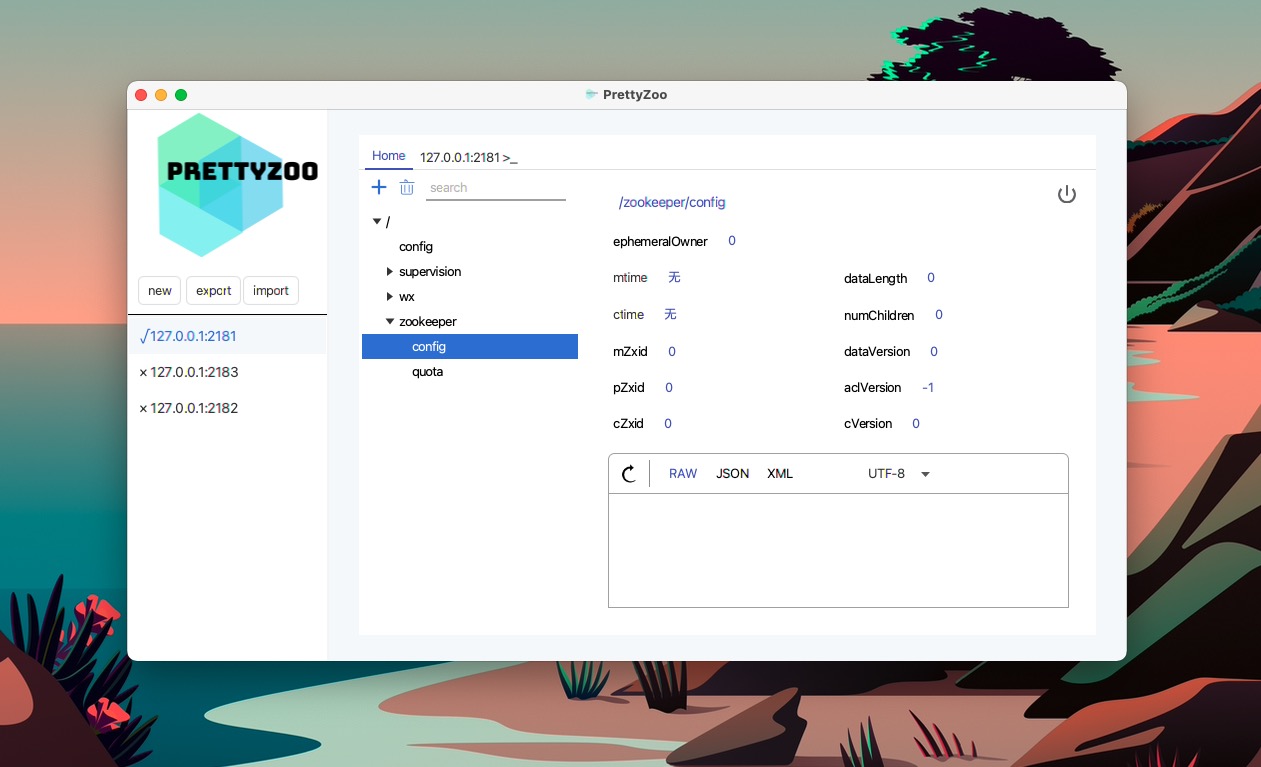 PrettyZoo
PRETTYZOO
new export import
√127.0.0.1:2181
× 127.0.0.1:2183
× 127.0.0.1:2182
Home 127.0.0.1:2181 >_
search
/
config
supervision
wx
zookeeper
config
quota
/zookeeper/config
ephemeralOwner 0
mtime 无 dataLength 0
ctime 无 numChildren 0
mZxid 0 dataVersion 0
pZxid 0 aclVersion -1
cZxid 0 cVersion 0
RAW JSON XML UTF-8